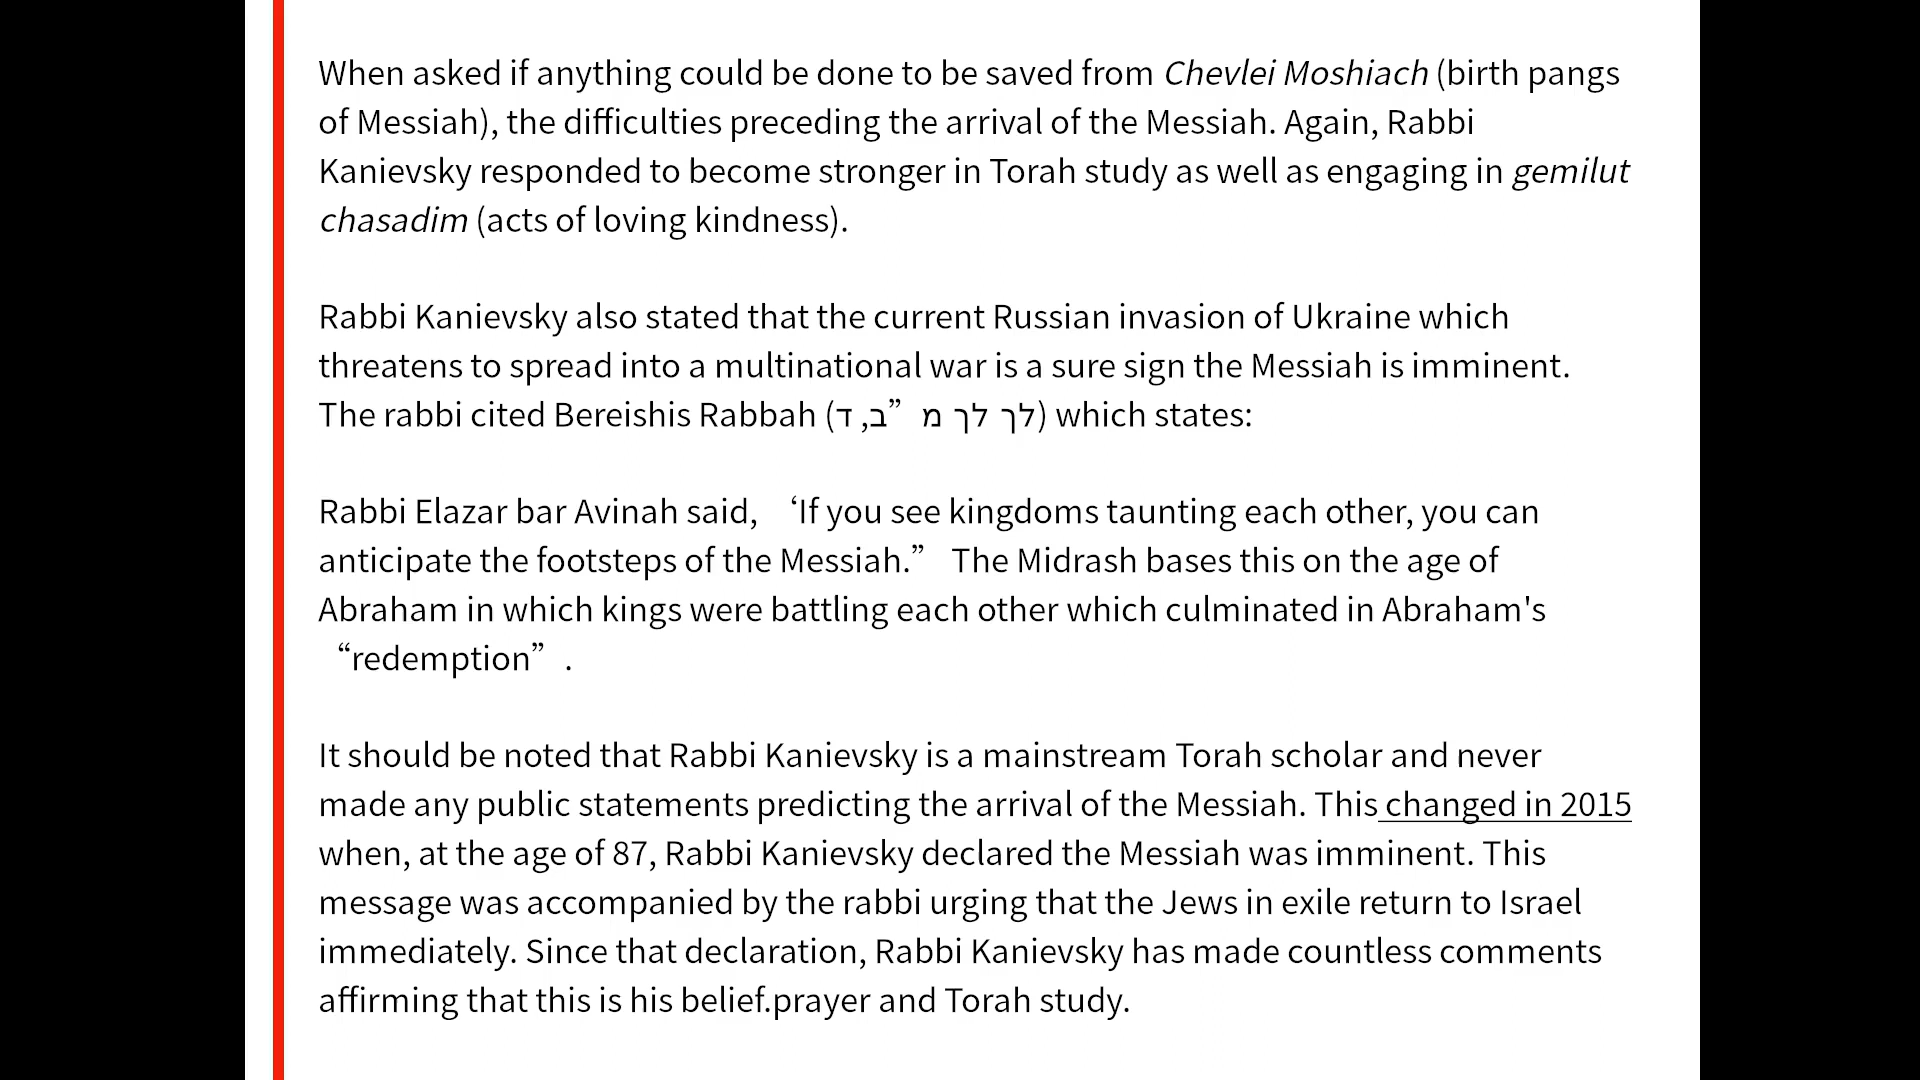 When asked if anything could be done to be saved from Chevlei Moshiach (birth pangs
of Messiah), the difficulties preceding the arrival of the Messiah. Again, Rabbi
Kanievsky responded to become stronger in Torah study as well as engaging in gemilut
chasadim (acts of loving kindness).
Rabbi Kanievsky also stated that the current Russian invasion of Ukraine which
threatens to spread into a multinational war is a sure sign the Messiah is imminent.
The rabbi cited Bereishis Rabbah (לך לך מ ”ב, ד) which states:
Rabbi Elazar bar Avinah said, ‘If you see kingdoms taunting each other, you can
anticipate the footsteps of the Messiah.” The Midrash bases this on the age of
Abraham in which kings were battling each other which culminated in Abraham's
“redemption” .
It should be noted that Rabbi Kanievsky is a mainstream Torah scholar and never
made any public statements predicting the arrival of the Messiah. This changed in 2015
when, at the age of 87, Rabbi Kanievsky declared the Messiah was imminent. This
message was accompanied by the rabbi urging that the Jews in exile return to Israel
immediately. Since that declaration, Rabbi Kanievsky has made countless comments
affirming that this is his belief.prayer and Torah study.